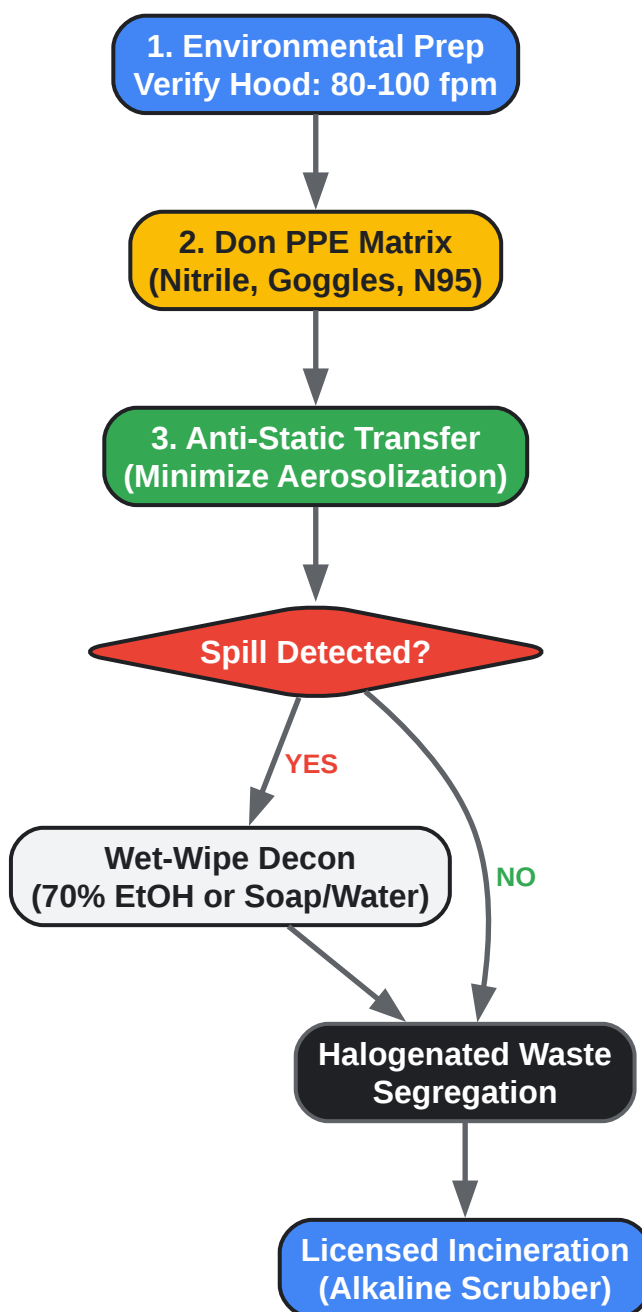 1. Environmental Prep
Verify Hood: 80-100 fpm
2. Don PPE Matrix
(Nitrile, Goggles, N95)
3. Anti-Static Transfer
(Minimize Aerosolization)
Spill Detected?
YES
Wet-Wipe Decon
(70% EtOH or Soap/Water)
NO
Halogenated Waste
Segregation
Licensed Incineration
(Alkaline Scrubber)